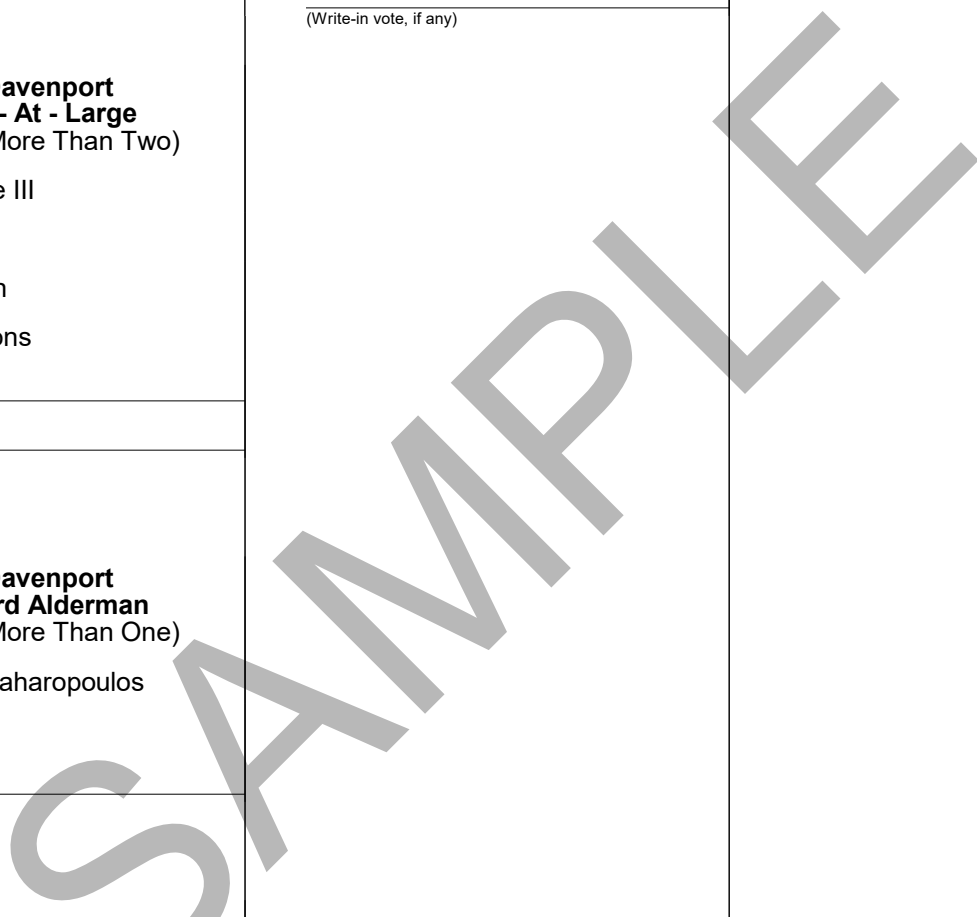 avenport
- At - Large
More Than Two)
e III
n
ons
avenport
rd Alderman
More Than One)
aharopoulos
(Write-in vote, if any)
SAMPLE